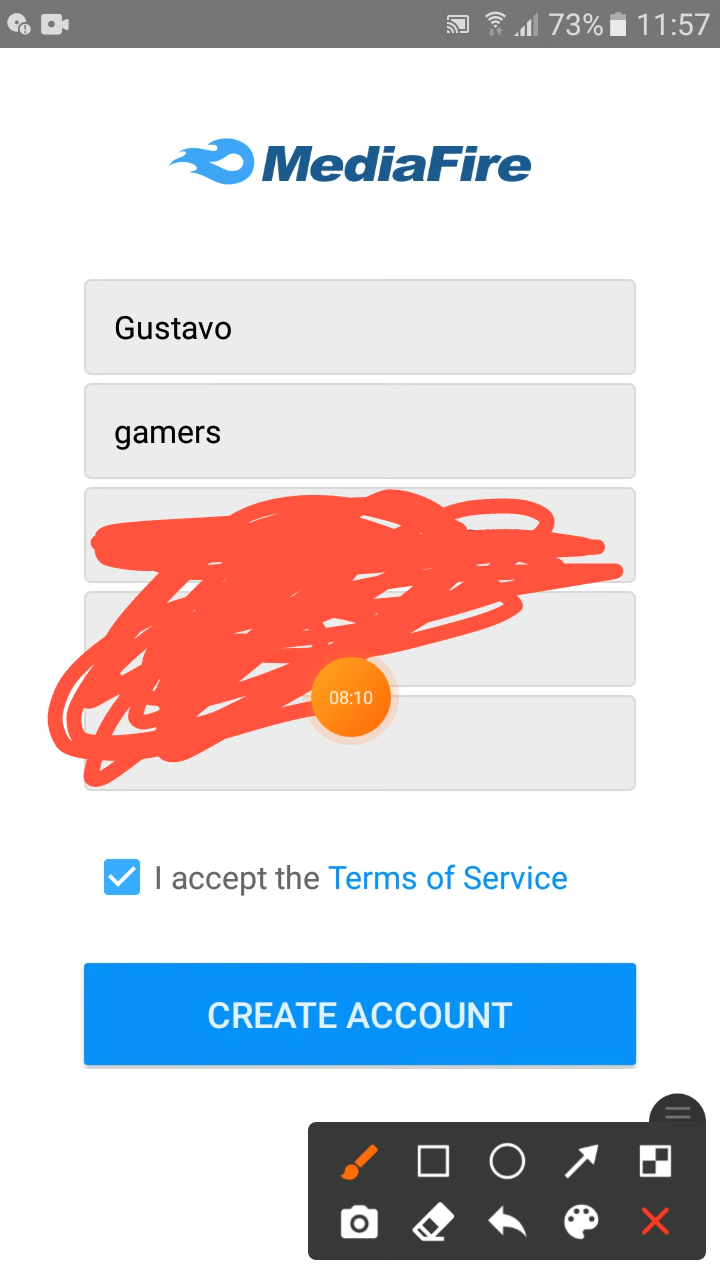 73% 11:57
MediaFire
Gustavo
gamers
08:10
I accept the Terms of Service
CREATE ACCOUNT